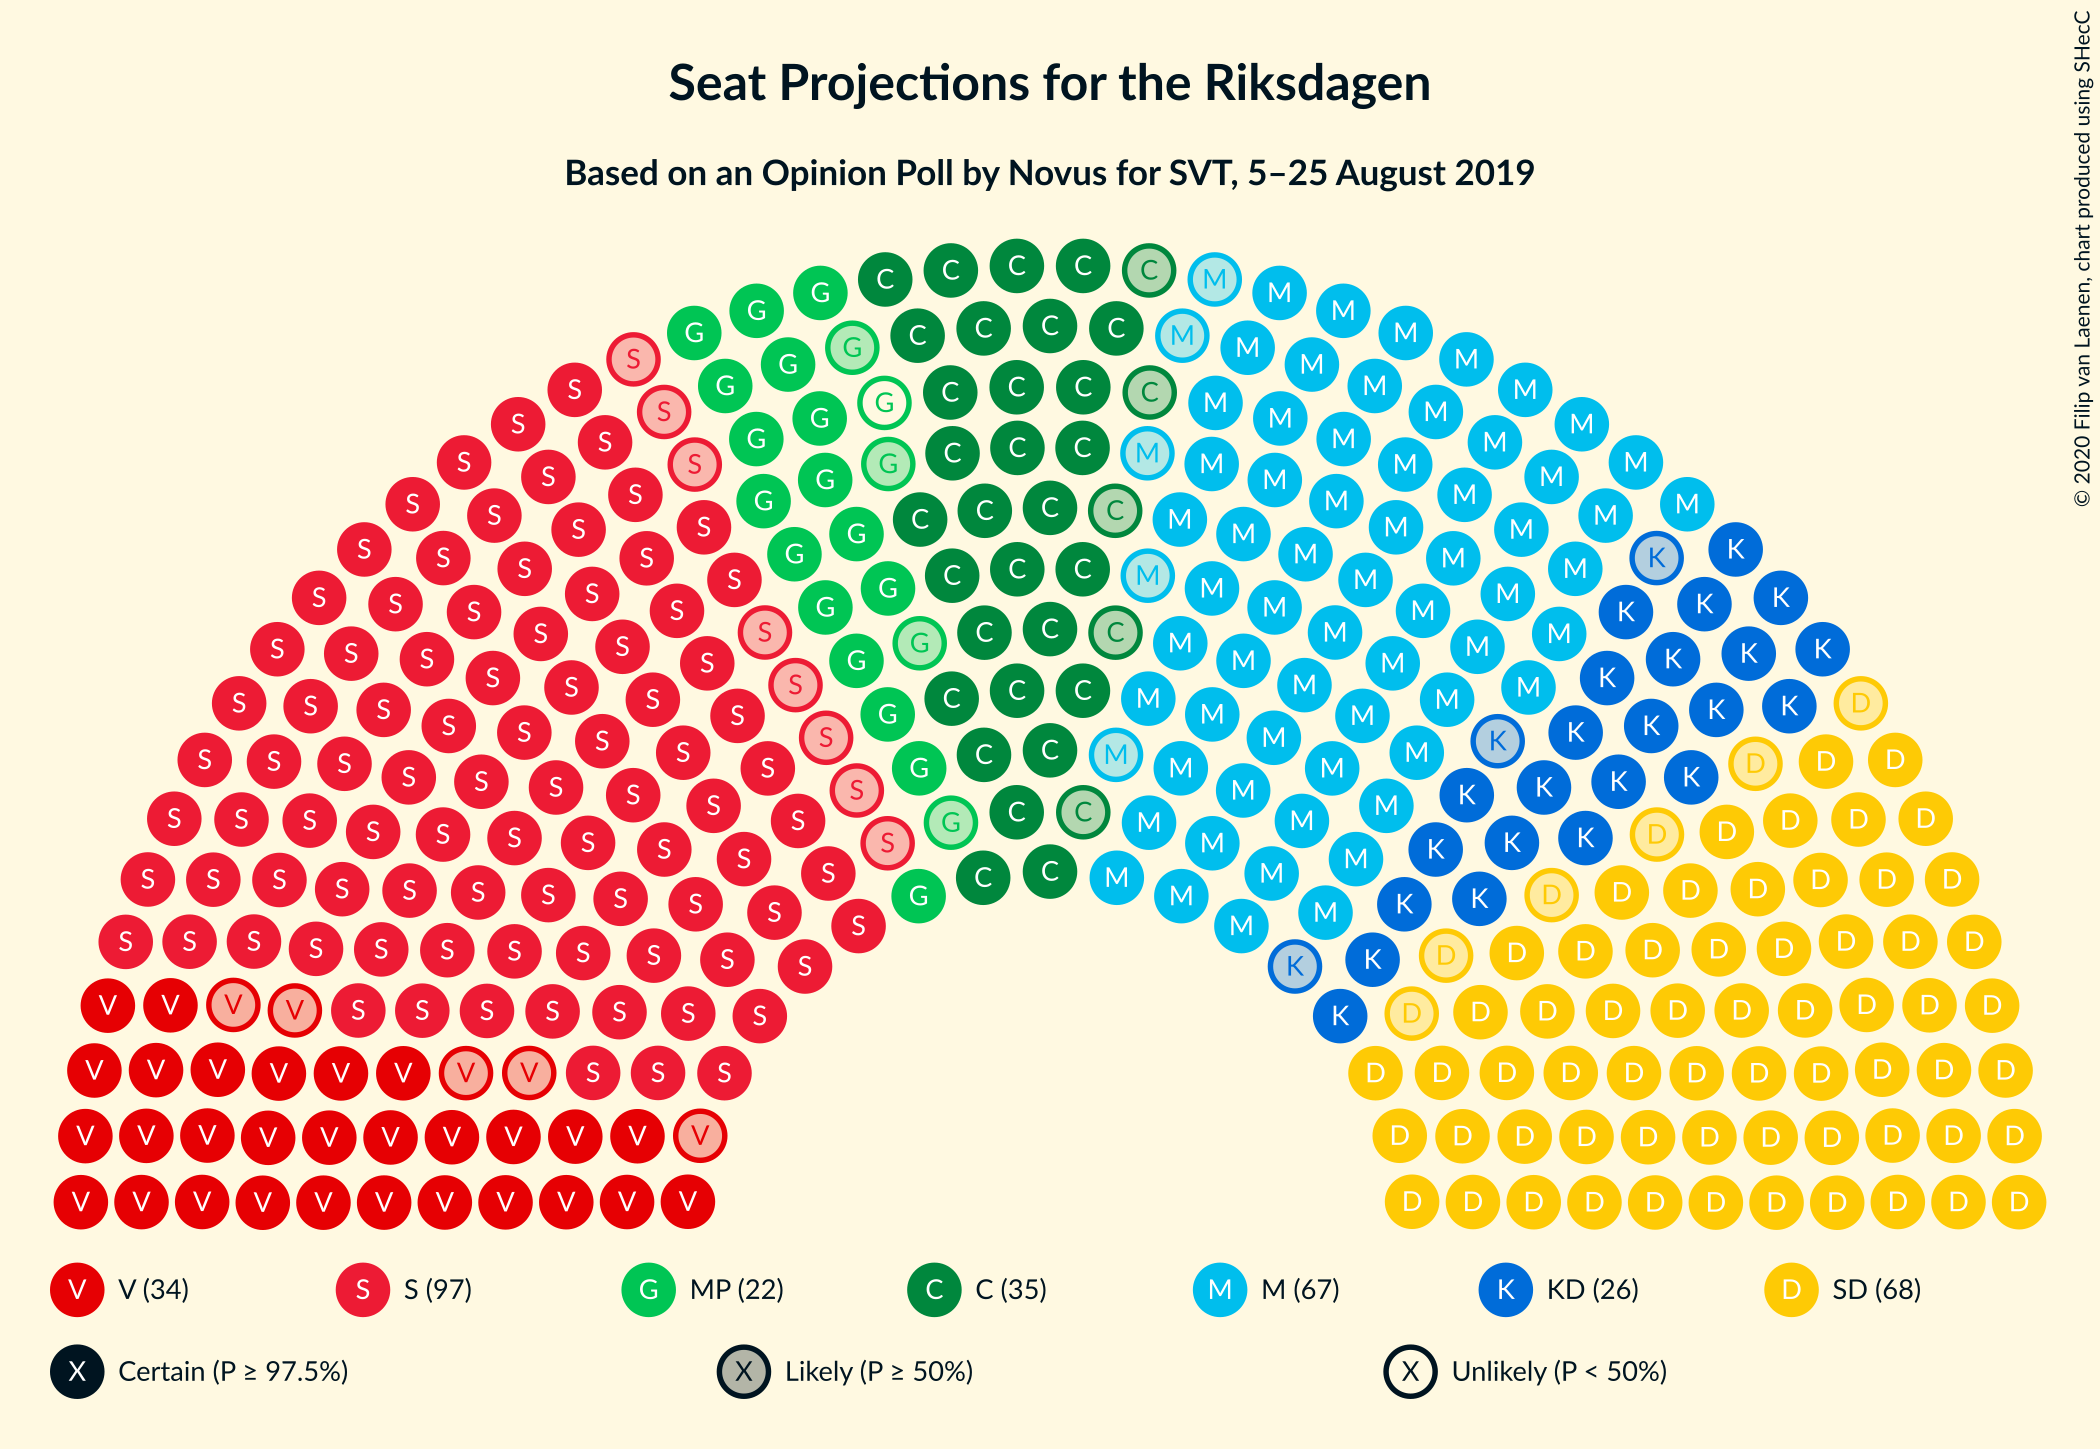 Seat Projections for the Riksdagen
Based on an Opinion Poll by Novus for SVT, 5–25 August 2019
© 2020 Filip van Laenen, chart produced using SHecC
V V (34) S S (97) G MP (22) C C (35) M M (67) K KD (26) D SD (68)
X Certain (P ≥ 97.5%) X Likely (P ≥ 50%) X Unlikely (P < 50%)